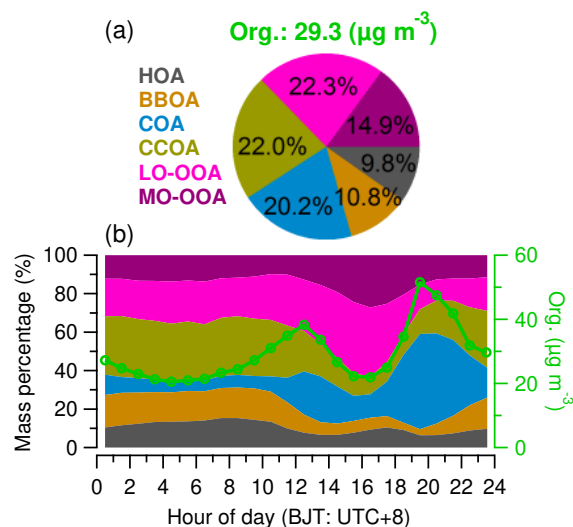 (a)
Org.: 29.3 (µg m⁻³)
HOA
BBOA
COA
CCOA
LO-OOA
MO-OOA
22.3%
14.9%
22.0%
9.8%
20.2%
10.8%
(b)
100
80
60
40
20
0
Mass percentage (%)
60
40
20
0
Org.: (µg m⁻³)
0 2 4 6 8 10 12 14 16 18 20 22 24
Hour of day (BJT: UTC+8)